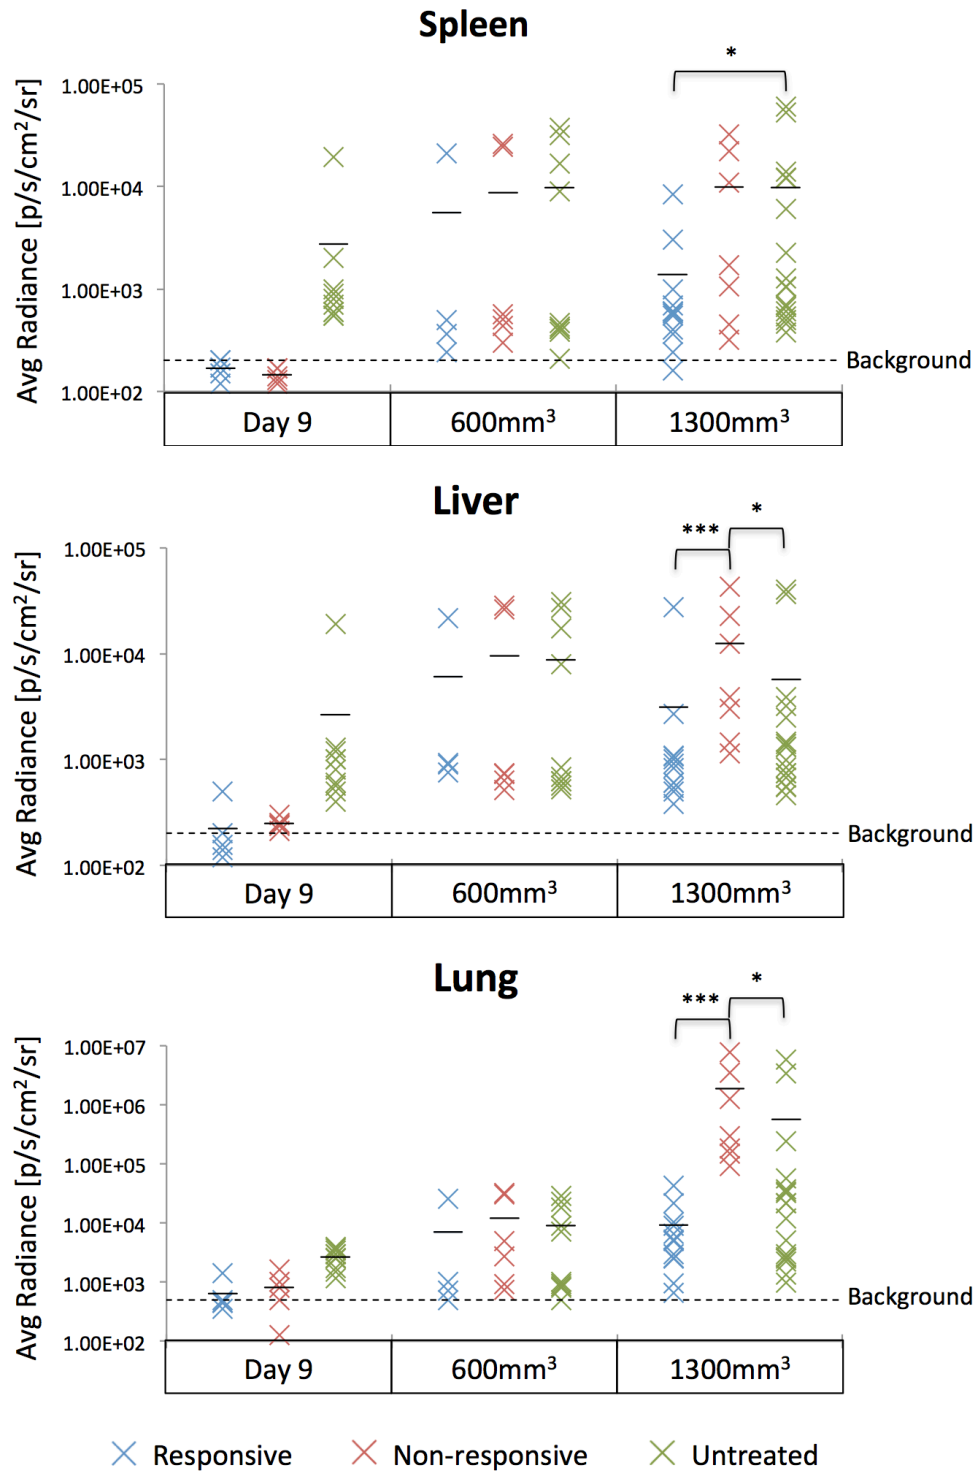 Spleen
*
Avg Radiance [p/s/cm²/sr]
1.00E+05
1.00E+04
1.00E+03
1.00E+02
Background
Day 9 600mm³ 1300mm³
Liver
*** *
Avg Radiance [p/s/cm²/sr]
1.00E+05
1.00E+04
1.00E+03
1.00E+02
Background
Day 9 600mm³ 1300mm³
Lung
*** *
Avg Radiance [p/s/cm²/sr]
1.00E+07
1.00E+06
1.00E+05
1.00E+04
1.00E+03
1.00E+02
Background
Day 9 600mm³ 1300mm³
Responsive Non-responsive Untreated